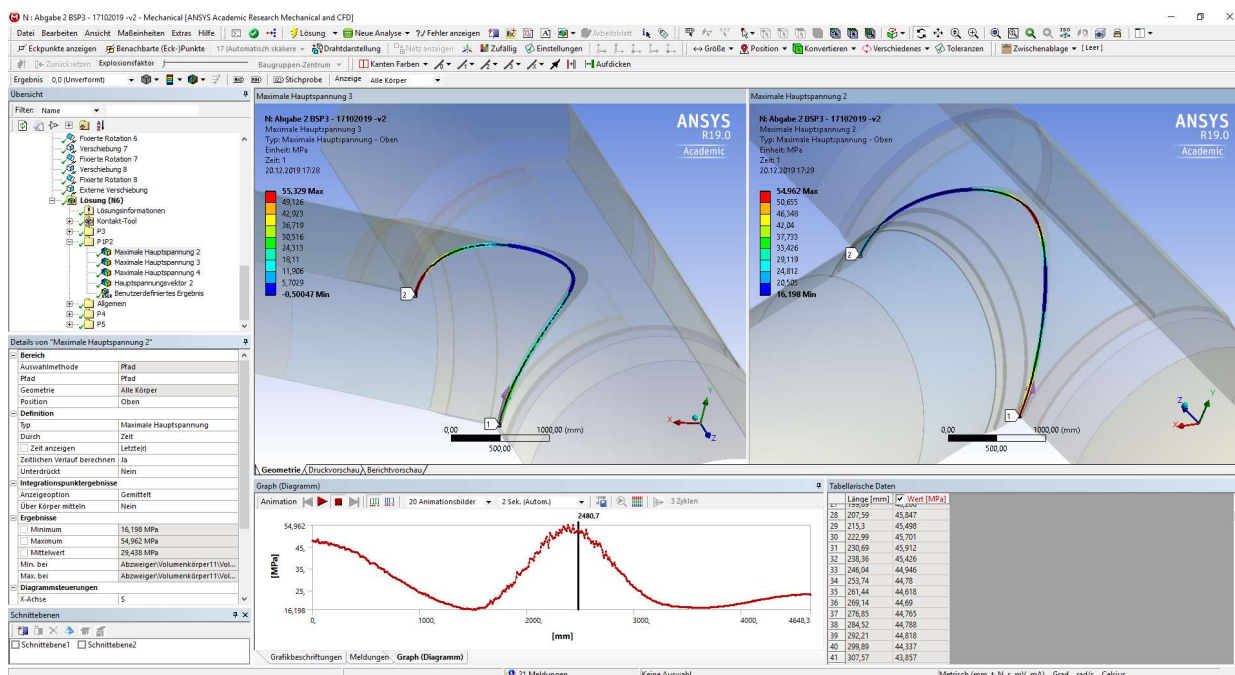 N : Abgabe 2 BSP3 - 17102019 -v2 - Mechanical [ANSYS Academic Research Mechanical and CFD]
Datei Bearbeiten Ansicht Maßeinheiten Extras Hilfe Lösung Neue Analyse ?/ Fehler anzeigen Arbeitsblatt
Eckpunkte anzeigen Benachbarte (Eck-)Punkte 17 (Automatisch skaliere Drahtdarstellung Netz anzeigen Zufällig Einstellungen Größe Position Konvertieren Verschiedenes Toleranzen Zwischenablage [Leer]
Zurücksetzen Explosionsfaktor Baugruppen-Zentrum Kanten Farben Aufdicken
Ergebnis 0,0 (Unverformt) Stichprobe Anzeige Alle Körper
Übersicht
Filter: Name
Fixierte Rotation 6
Verschiebung 7
Fixierte Rotation 7
Verschiebung 8
Fixierte Rotation 8
Externe Verschiebung
Lösung (N6)
Lösungsinformationen
Kontakt-Tool
P3
P1P2
Maximale Hauptspannung 2
Maximale Hauptspannung 3
Maximale Hauptspannung 4
Hauptspannungsvektor 2
Benutzerdefiniertes Ergebnis
Allgemein
P4
P5
Details von "Maximale Hauptspannung 2"
Bereich
Auswahlmethode Pfad
Pfad Pfad
Geometrie Alle Körper
Position Oben
Definition
Typ Maximale Hauptspannung
Durch Zeit
Zeit anzeigen Letzte(r)
Zeitlichen Verlauf berechnen Ja
Unterdrückt Nein
Integrationspunktergebnisse
Anzeigeoption Gemittelt
Über Körper mitteln Nein
Ergebnisse
Minimum 16,198 MPa
Maximum 54,962 MPa
Mittelwert 29,438 MPa
Min. bei Abzweiger\Volumenkörper11\Vol...
Max. bei Abzweiger\Volumenkörper11\Vol...
Diagrammsteuerungen
X-Achse S
Schnittebenen
Schnittebene1 Schnittebene2
Maximale Hauptspannung 3
N: Abgabe 2 BSP3 - 17102019 -v2
Maximale Hauptspannung 3
Typ: Maximale Hauptspannung - Oben
Einheit: MPa
Zeit: 1
20.12.2019 17:28
55,329 Max
49,126
42,923
36,719
30,516
24,313
18,11
11,906
5,7029
-0,50047 Min
ANSYS
R19.0
Academic
2
1
0,00 1000,00 (mm)
500,00
X Y Z
Maximale Hauptspannung 2
N: Abgabe 2 BSP3 - 17102019 -v2
Maximale Hauptspannung 2
Typ: Maximale Hauptspannung - Oben
Einheit: MPa
Zeit: 1
20.12.2019 17:29
54,962 Max
50,655
46,348
42,04
37,733
33,426
29,119
24,812
20,505
16,198 Min
ANSYS
R19.0
Academic
2
1
0,00 1000,00 (mm)
500,00
Z Y X
Geometrie Druckvorschau Berichtvorschau
Graph (Diagramm)
Animation 20 Animationsbilder 2 Sek. (Autom.) 3 Zyklen
2480,7
54,962
45,
35,
25,
16,198
[MPa]
0, 1000, 2000, 3000, 4000, 4648,3
[mm]
Grafikbeschriftungen Meldungen Graph (Diagramm)
Tabellarische Daten
Länge [mm] Wert [MPa]
28 207,59 45,847
29 215,3 45,498
30 222,99 45,701
31 230,69 45,912
32 238,36 45,426
33 246,04 44,946
34 253,74 44,78
35 261,44 44,618
36 269,14 44,69
37 276,85 44,765
38 284,52 44,788
39 292,21 44,818
40 299,89 44,337
41 307,57 43,857
21 Meldungen Keine Auswahl Metrisch (mm, t, N, s, mV, mA) Grad rad/s Celsius